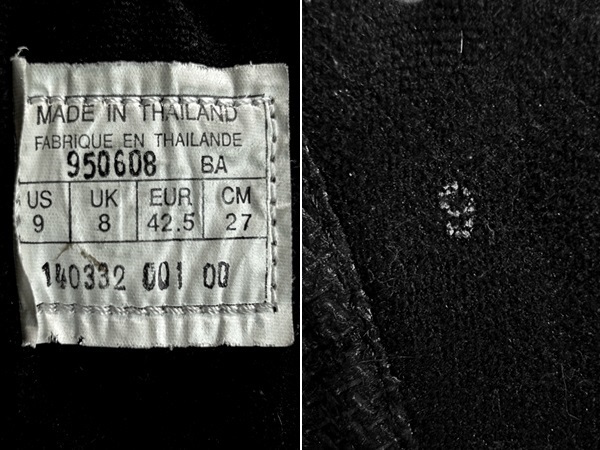 MADE IN THAILAND
FABRIQUE EN THAILANDE
950608 BA
US UK EUR CM
9 8 42.5 27
140332 001 00
9